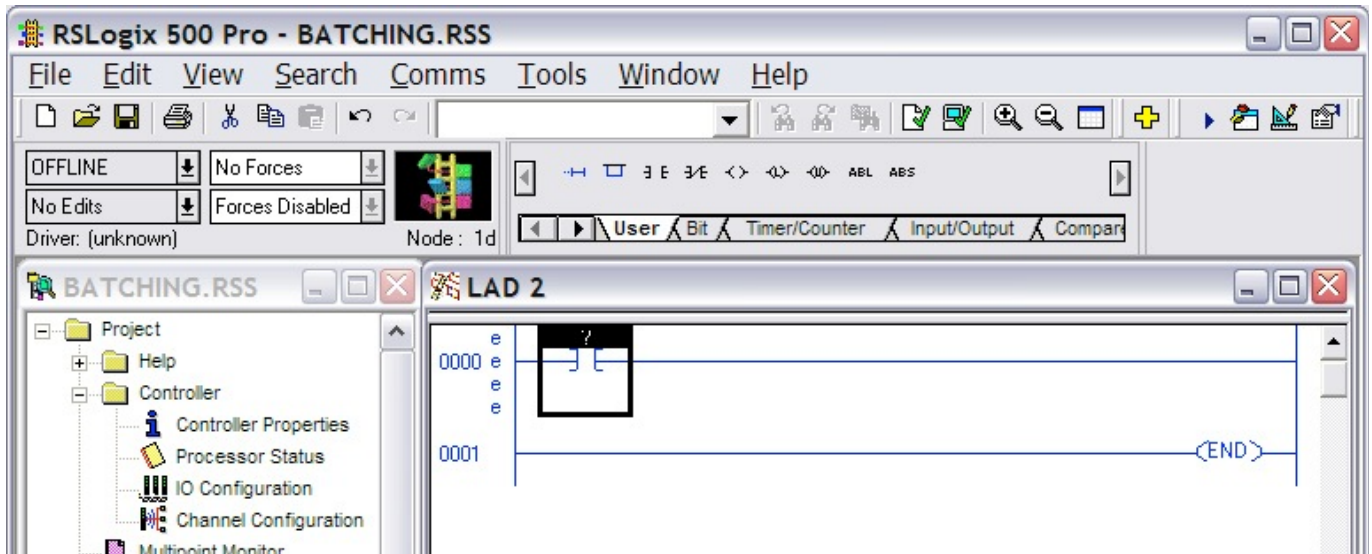 RSLogix 500 Pro - BATCHING.RSS
File Edit View Search Comms Tools Window Help
OFFLINE No Forces
No Edits Forces Disabled
Driver: (unknown) Node : 1d
ABL ABS
User Bit Timer/Counter Input/Output Compare
BATCHING.RSS
Project
Help
Controller
Controller Properties
Processor Status
IO Configuration
Channel Configuration
Multipoint Monitor
LAD 2
?
e
0000 e
e
e
0001 END